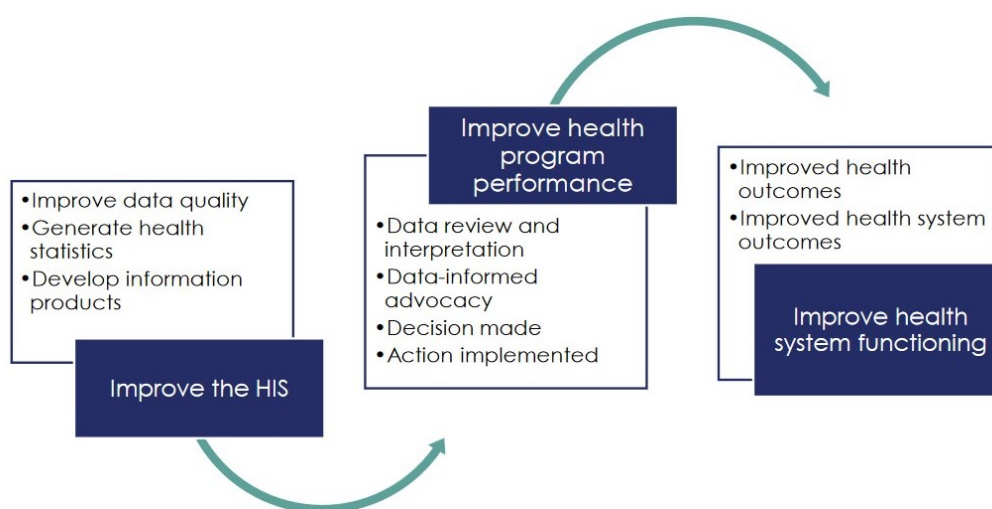 •Improve data quality
•Generate health
statistics
•Develop information
products
Improve the HIS
Improve health
program
performance
•Data review and
interpretation
•Data-informed
advocacy
•Decision made
•Action implemented
•Improved health
outcomes
•Improved health system
outcomes
Improve health
system functioning